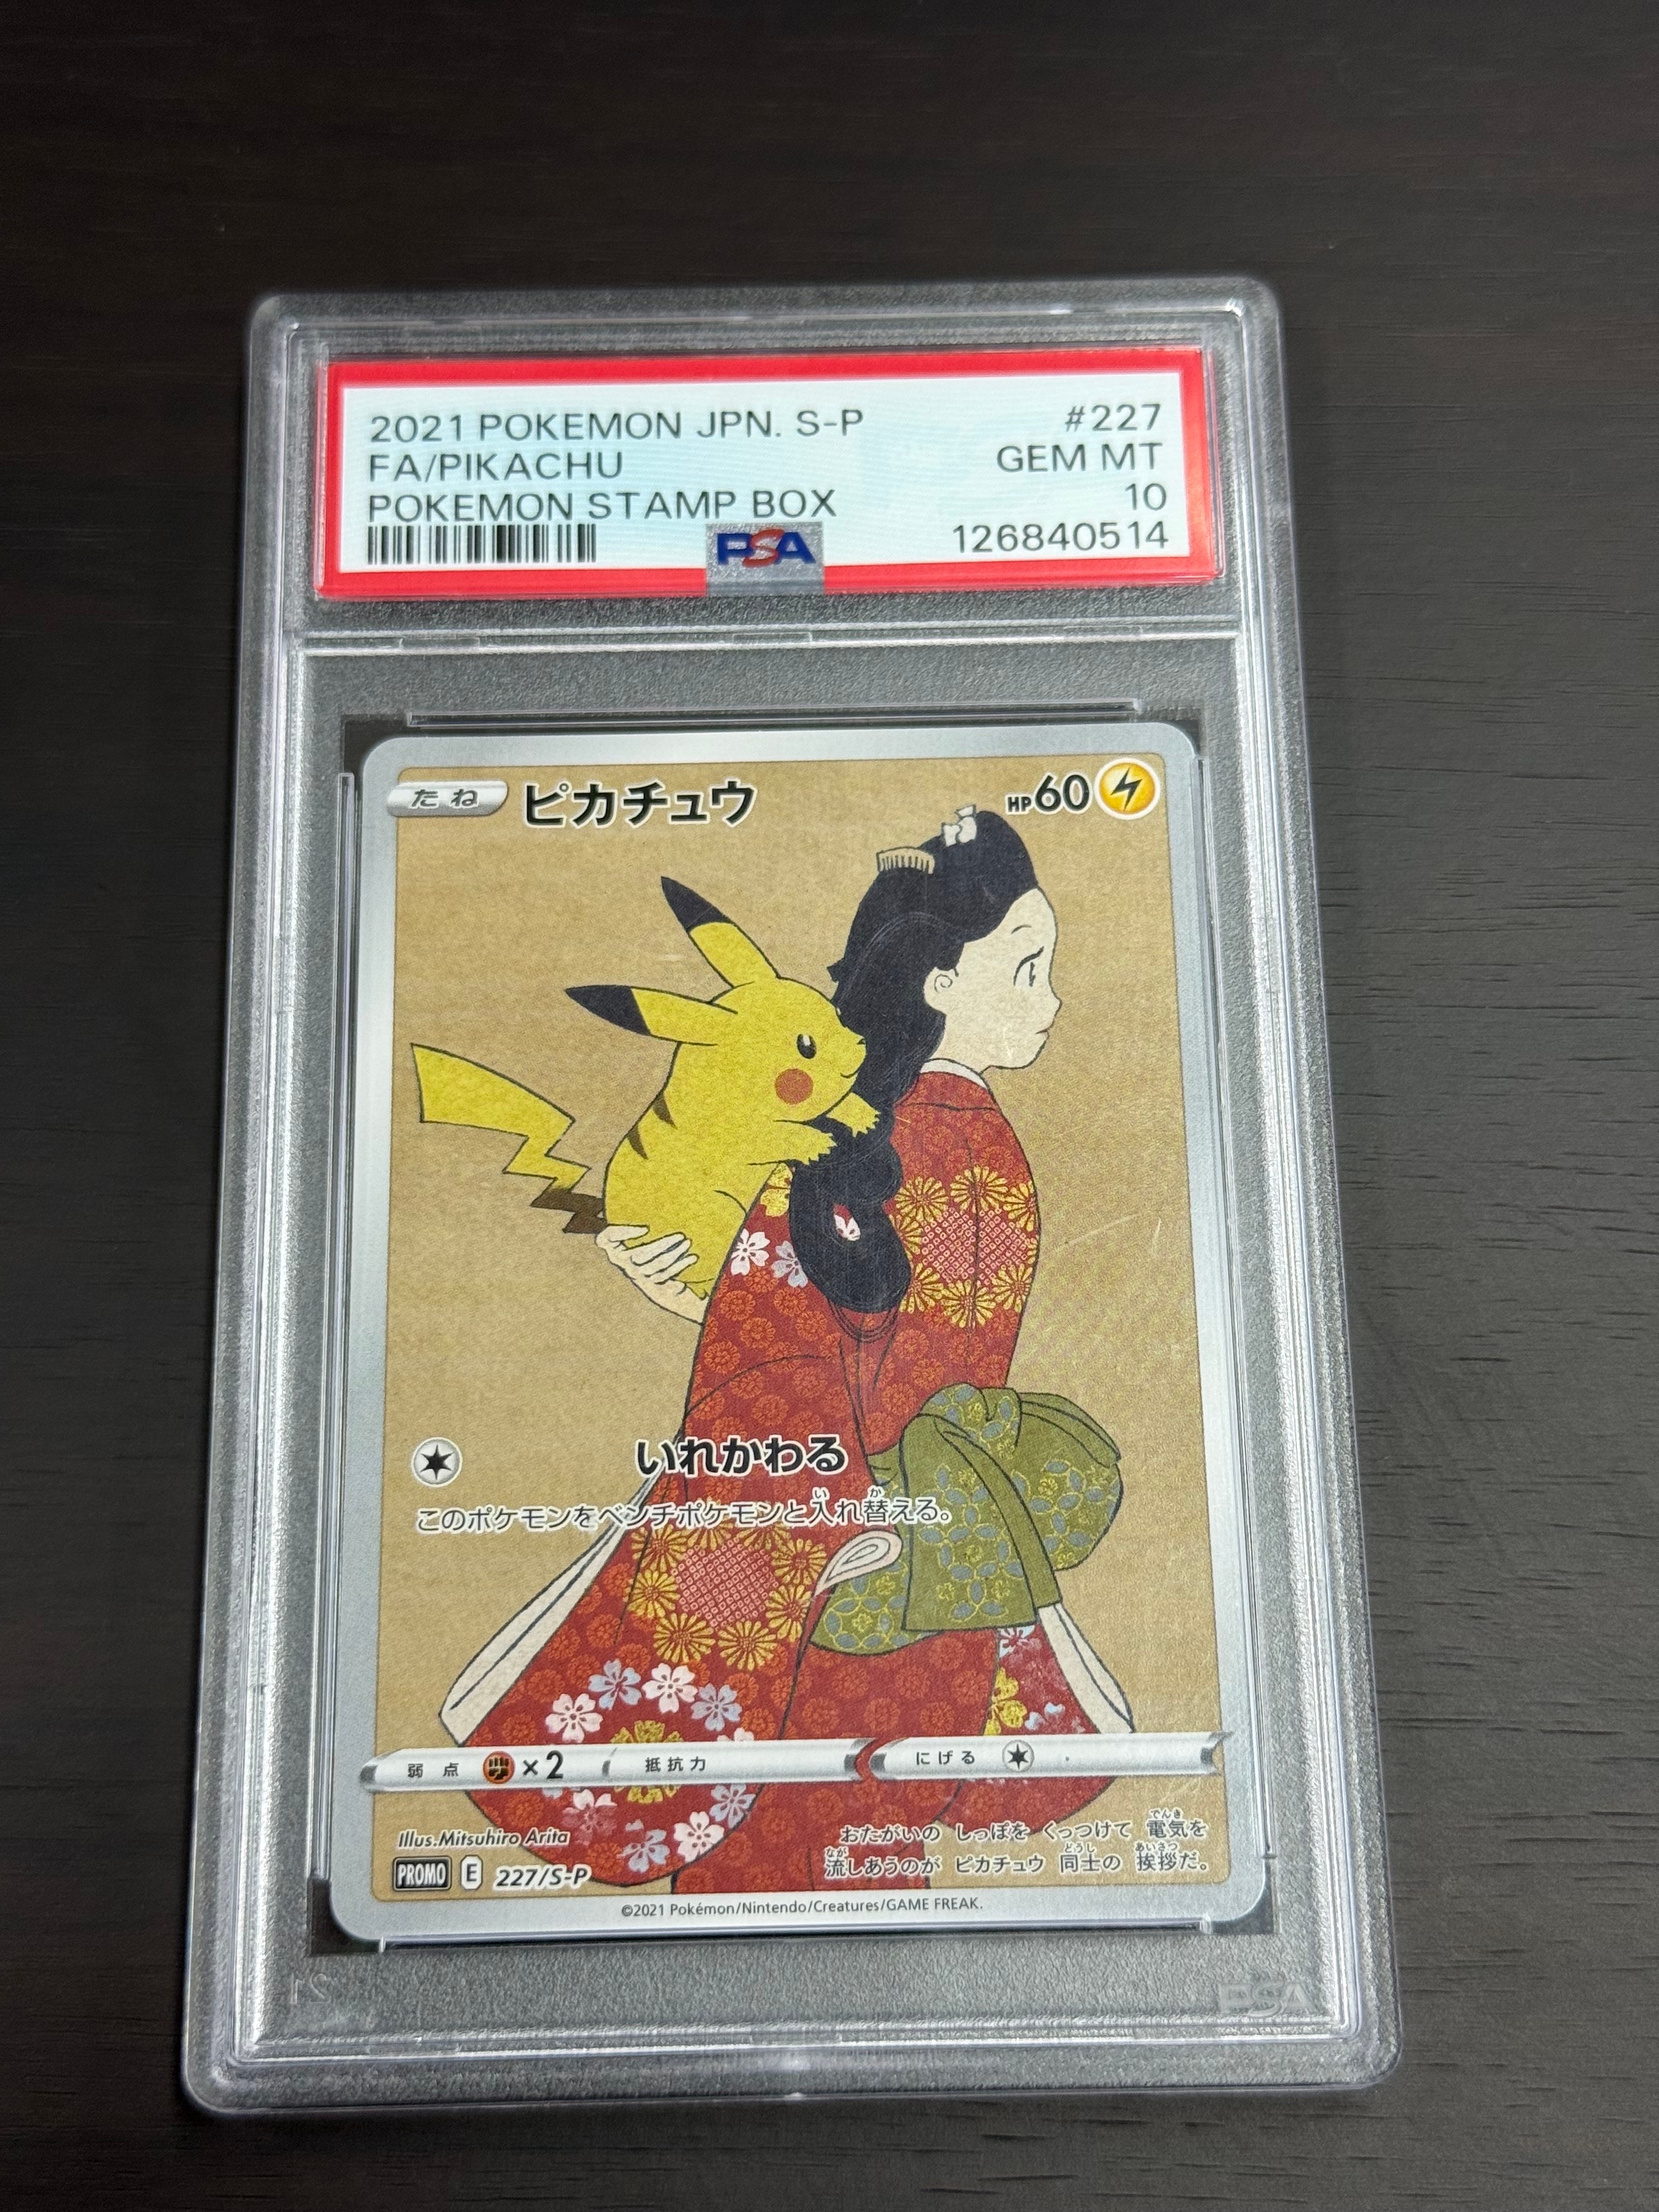 2021 POKEMON JPN. S-P #227
FA/PIKACHU GEM MT
POKEMON STAMP BOX 10
PSA 126840514
たね ピカチュウ HP60
いれかわる
このポケモンをベンチポケモンと入れ替える。
弱点 ×2 抵抗力 にげる
Illus.Mitsuhiro Arita
おたがいの しっぽを くっつけて 電気を
流しあうのが ピカチュウ 同士の 挨拶だ。
PROMO E 227/S-P
©2021 Pokémon/Nintendo/Creatures/GAME FREAK.
PSA